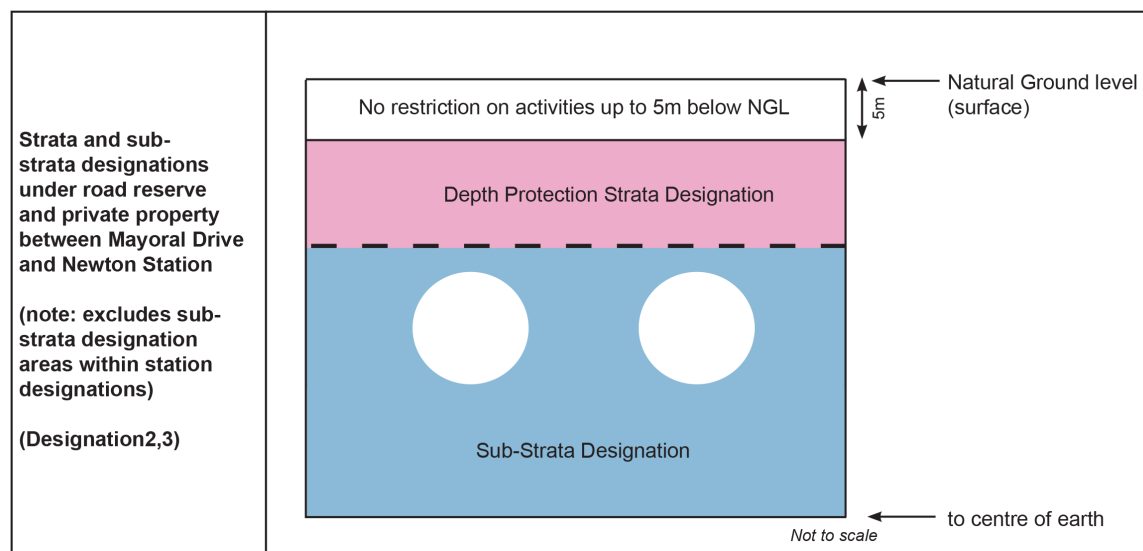 Strata and sub-
strata designations
under road reserve
and private property
between Mayoral Drive
and Newton Station
(note: excludes sub-
strata designation
areas within station
designations)
(Designation2,3)
No restriction on activities up to 5m below NGL
5m
Natural Ground level
(surface)
Depth Protection Strata Designation
Sub-Strata Designation
to centre of earth
Not to scale